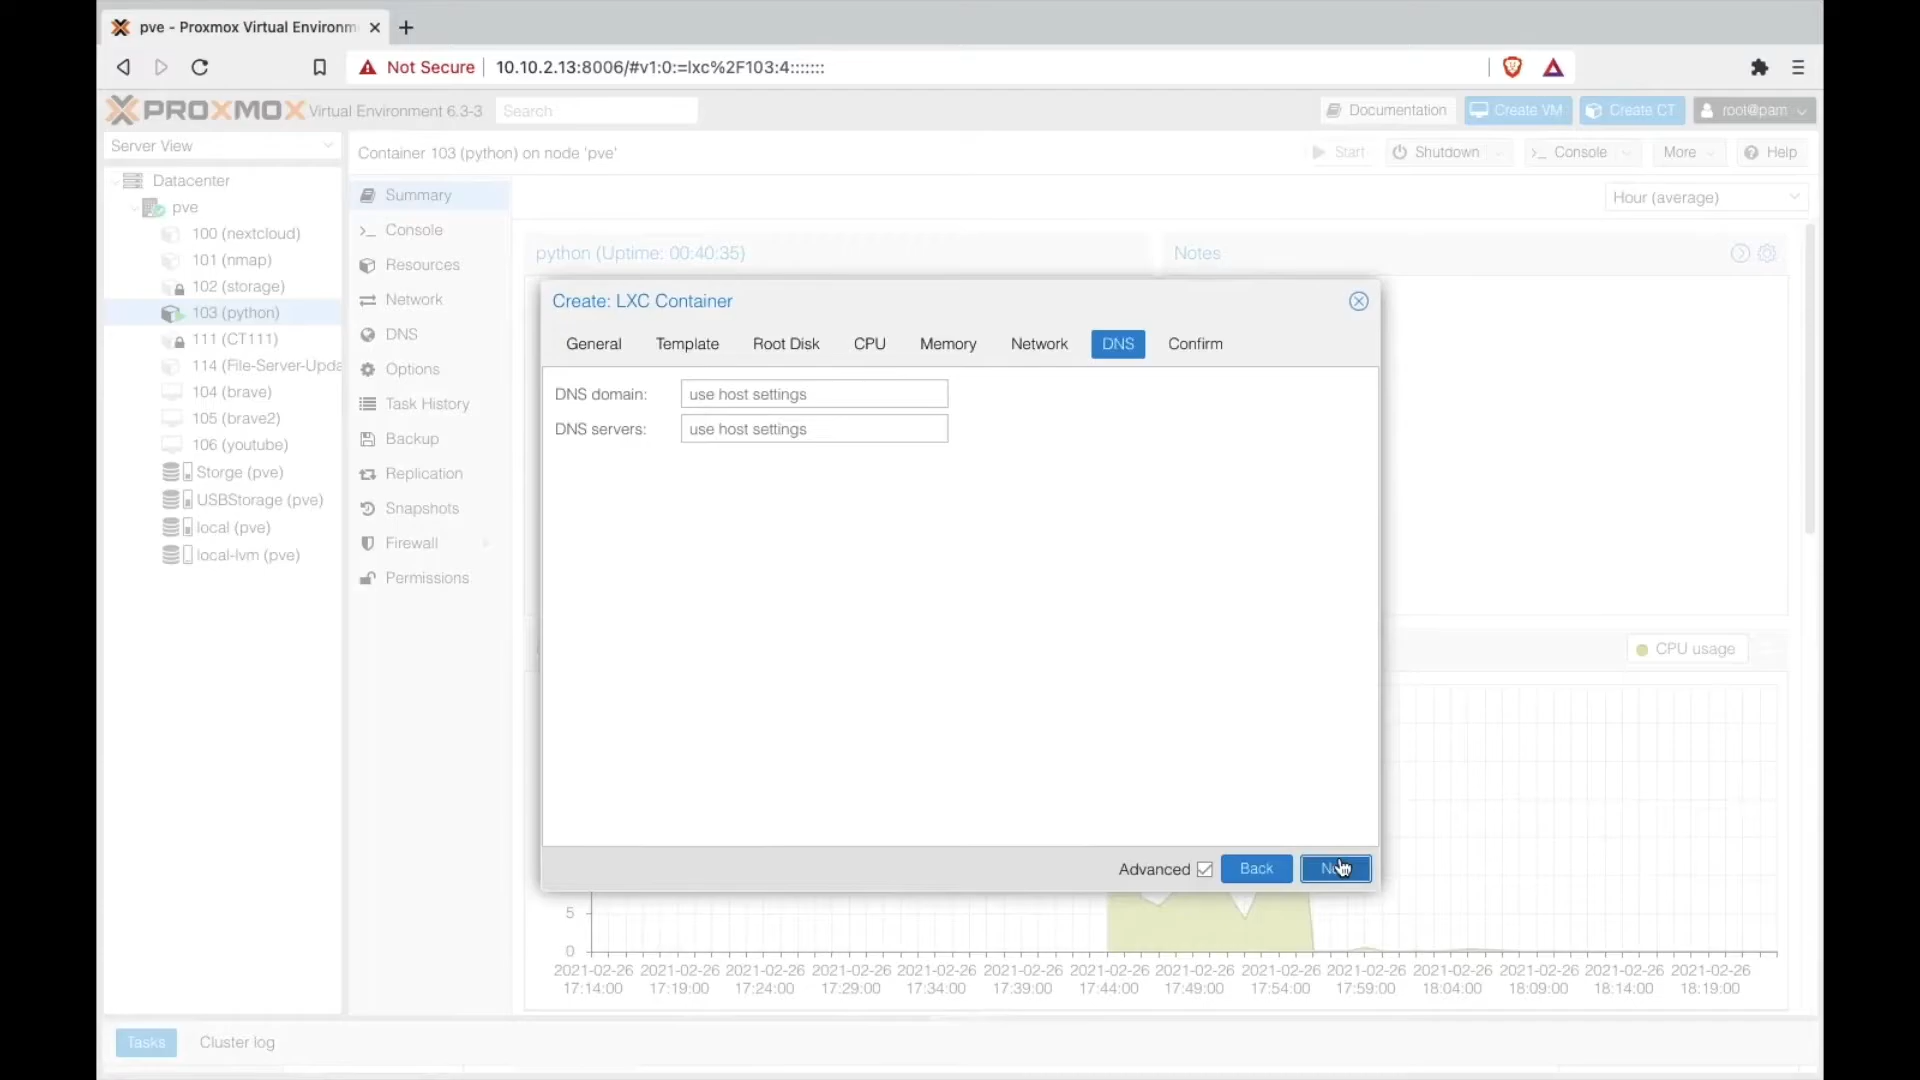 pve - Proxmox Virtual Environm
Not Secure
10.10.2.13:8006/#v1:0:=lxc%2F103:4:::::::
PROXMOX Virtual Environment 6.3-3
Search
Documentation
Create VM
Create CT
root@pam
Server View
Container 103 (python) on node 'pve'
Start
Shutdown
Console
More
Help
Datacenter
pve
100 (nextcloud)
101 (nmap)
102 (storage)
103 (python)
111 (CT111)
114 (File-Server-Upda
104 (brave)
105 (brave2)
106 (youtube)
Storge (pve)
USBStorage (pve)
local (pve)
local-lvm (pve)
Summary
Console
Resources
Network
DNS
Options
Task History
Backup
Replication
Snapshots
Firewall
Permissions
Hour (average)
python (Uptime: 00:40:35)
Notes
Create: LXC Container
General
Template
Root Disk
CPU
Memory
Network
DNS
Confirm
DNS domain:
use host settings
DNS servers:
use host settings
CPU usage
Advanced
Back
5
0
2021-02-26 2021-02-26 2021-02-26 2021-02-26 2021-02-26 2021-02-26 2021-02-26 2021-02-26 2021-02-26 2021-02-26 2021-02-26 2021-02-26 2021-02-26 2021-02-26
17:14:00 17:19:00 17:24:00 17:29:00 17:34:00 17:39:00 17:44:00 17:49:00 17:54:00 17:59:00 18:04:00 18:09:00 18:14:00 18:19:00
Tasks
Cluster log